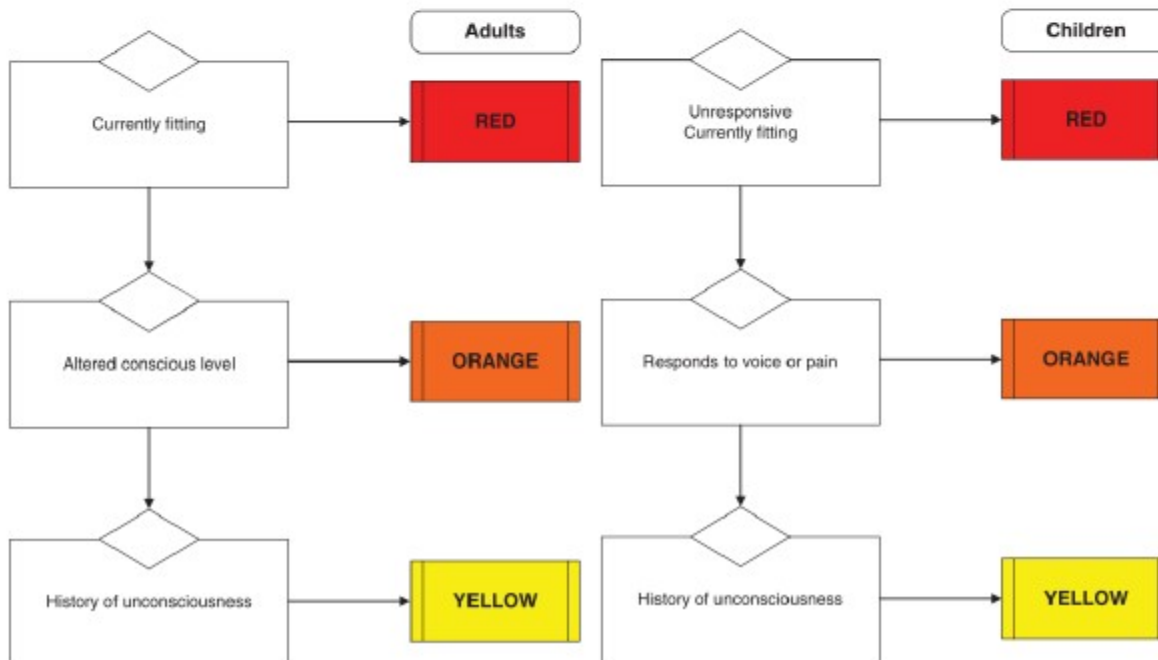 Adults
Currently fitting
RED
Altered conscious level
ORANGE
History of unconsciousness
YELLOW
Children
Unresponsive
Currently fitting
RED
Responds to voice or pain
ORANGE
History of unconsciousness
YELLOW